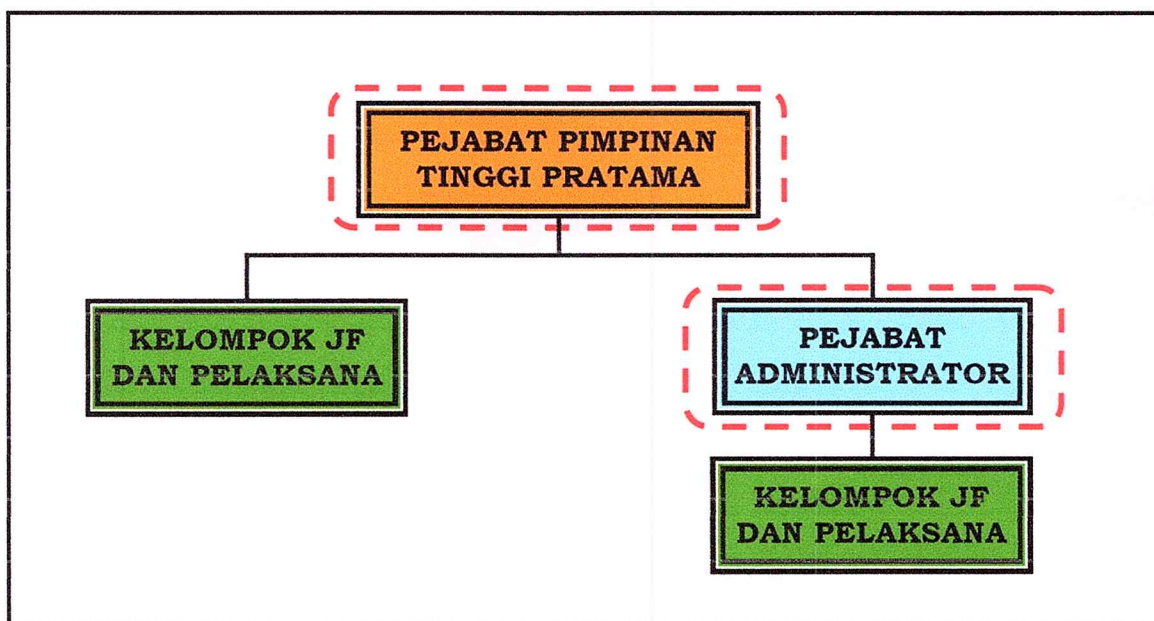 PEJABAT PIMPINAN
TINGGI PRATAMA
KELOMPOK JF
DAN PELAKSANA
PEJABAT
ADMINISTRATOR
KELOMPOK JF
DAN PELAKSANA